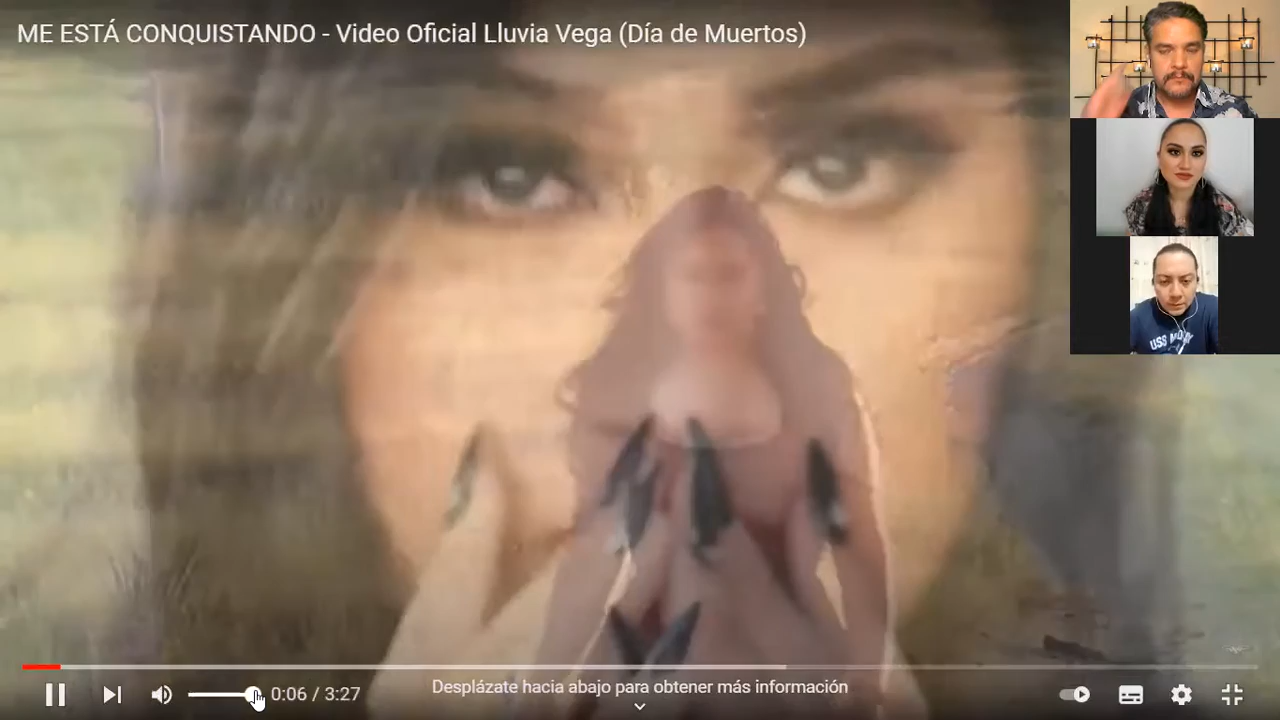 ME ESTÁ CONQUISTANDO - Video Oficial Lluvia Vega (Día de Muertos)
USS
0:06 / 3:27
Desplázate hacia abajo para obtener más información